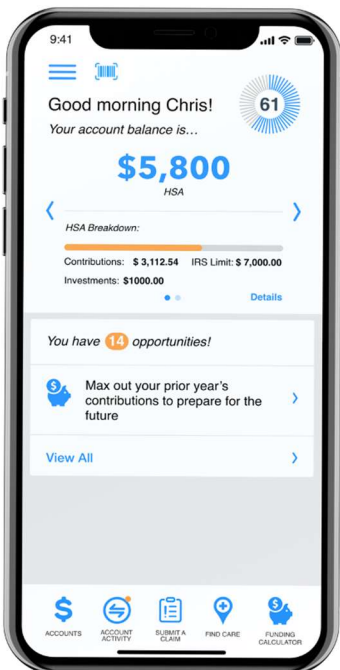 9:41
Good morning Chris!
61
Your account balance is...
$5,800
HSA
HSA Breakdown:
Contributions: $ 3,112.54 IRS Limit: $ 7,000.00
Investments: $1000.00
Details
You have 14 opportunities!
$
Max out your prior year's
contributions to prepare for the
future
View All
$
$
ACCOUNTS
ACCOUNT
ACTIVITY
SUBMIT A
CLAIM
FIND CARE
FUNDING
CALCULATOR